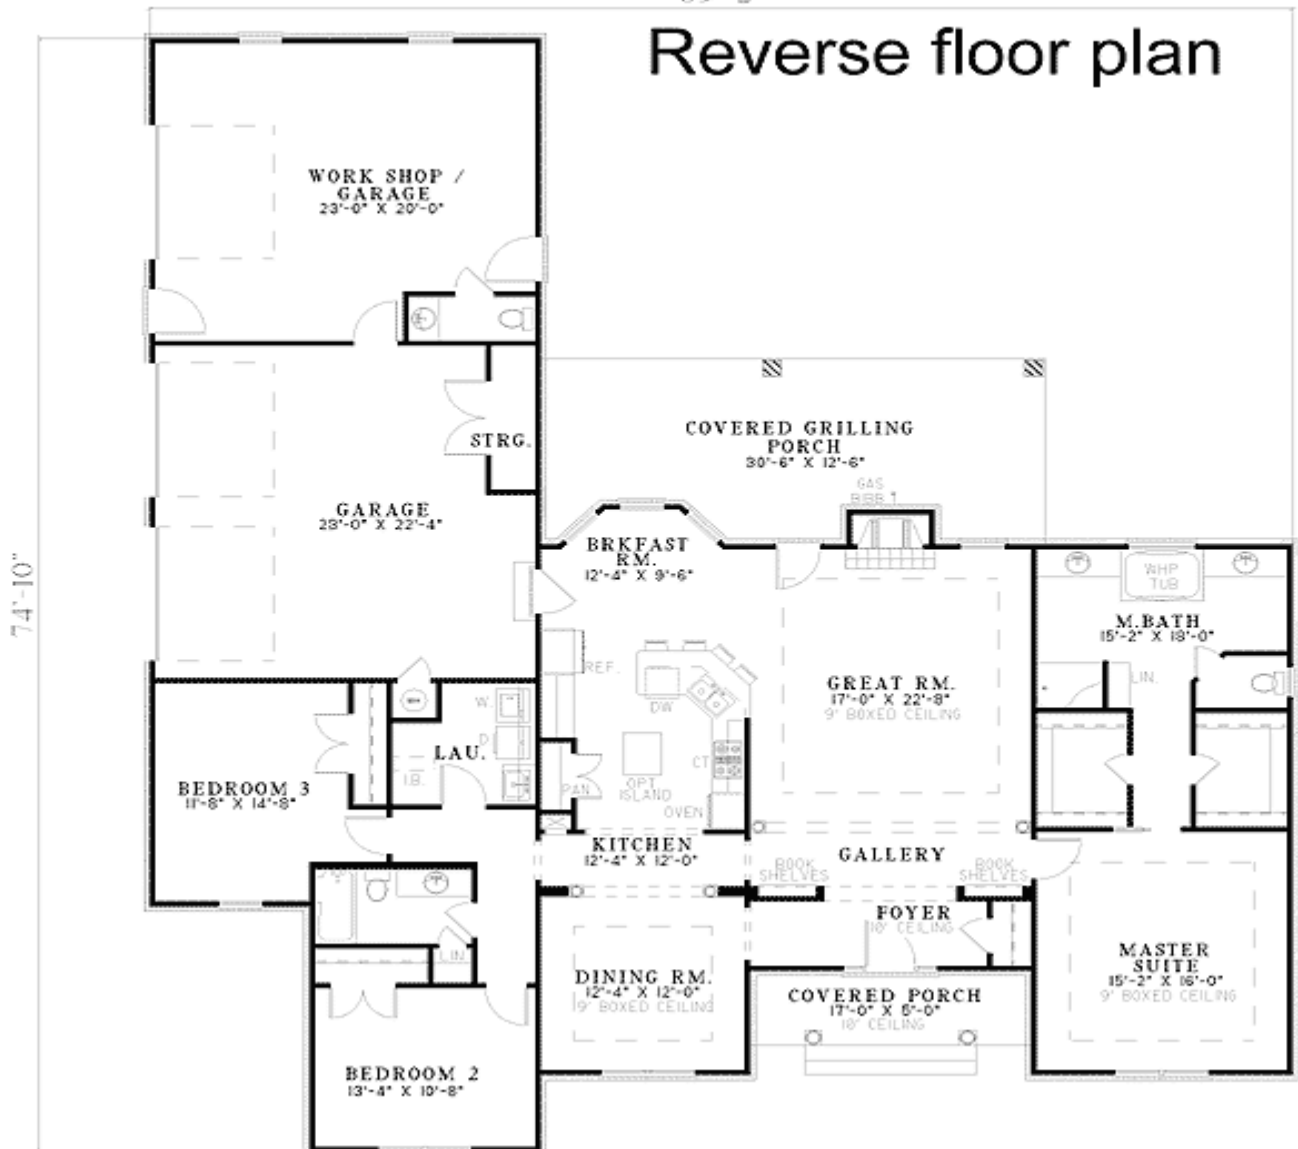 Reverse floor plan
74'-10"
WORK SHOP /
GARAGE
23'-0" X 20'-0"
STRG.
GARAGE
23'-0" X 22'-4"
COVERED GRILLING
PORCH
30'-6" X 12'-6"
GAS
BIBB
BRKFAST
RM.
12'-4" X 9'-6"
WHP
TUB
M.BATH
15'-2" X 18'-0"
REF.
LIN.
DW
GREAT RM.
17'-0" X 22'-8"
9' BOXED CEILING
W.
D
LAU.
I.B.
CT
BEDROOM 3
11'-8" X 14'-8"
PAN
OPT
ISLAND
OVEN
KITCHEN
12'-4" X 12'-0"
GALLERY
BOOK
SHELVES
BOOK
SHELVES
FOYER
10' CEILING
LIN
DINING RM.
12'-4" X 12'-0"
9' BOXED CEILING
MASTER
SUITE
15'-2" X 16'-0"
9' BOXED CEILING
COVERED PORCH
17'-0" X 5'-0"
10' CEILING
BEDROOM 2
13'-4" X 10'-8"